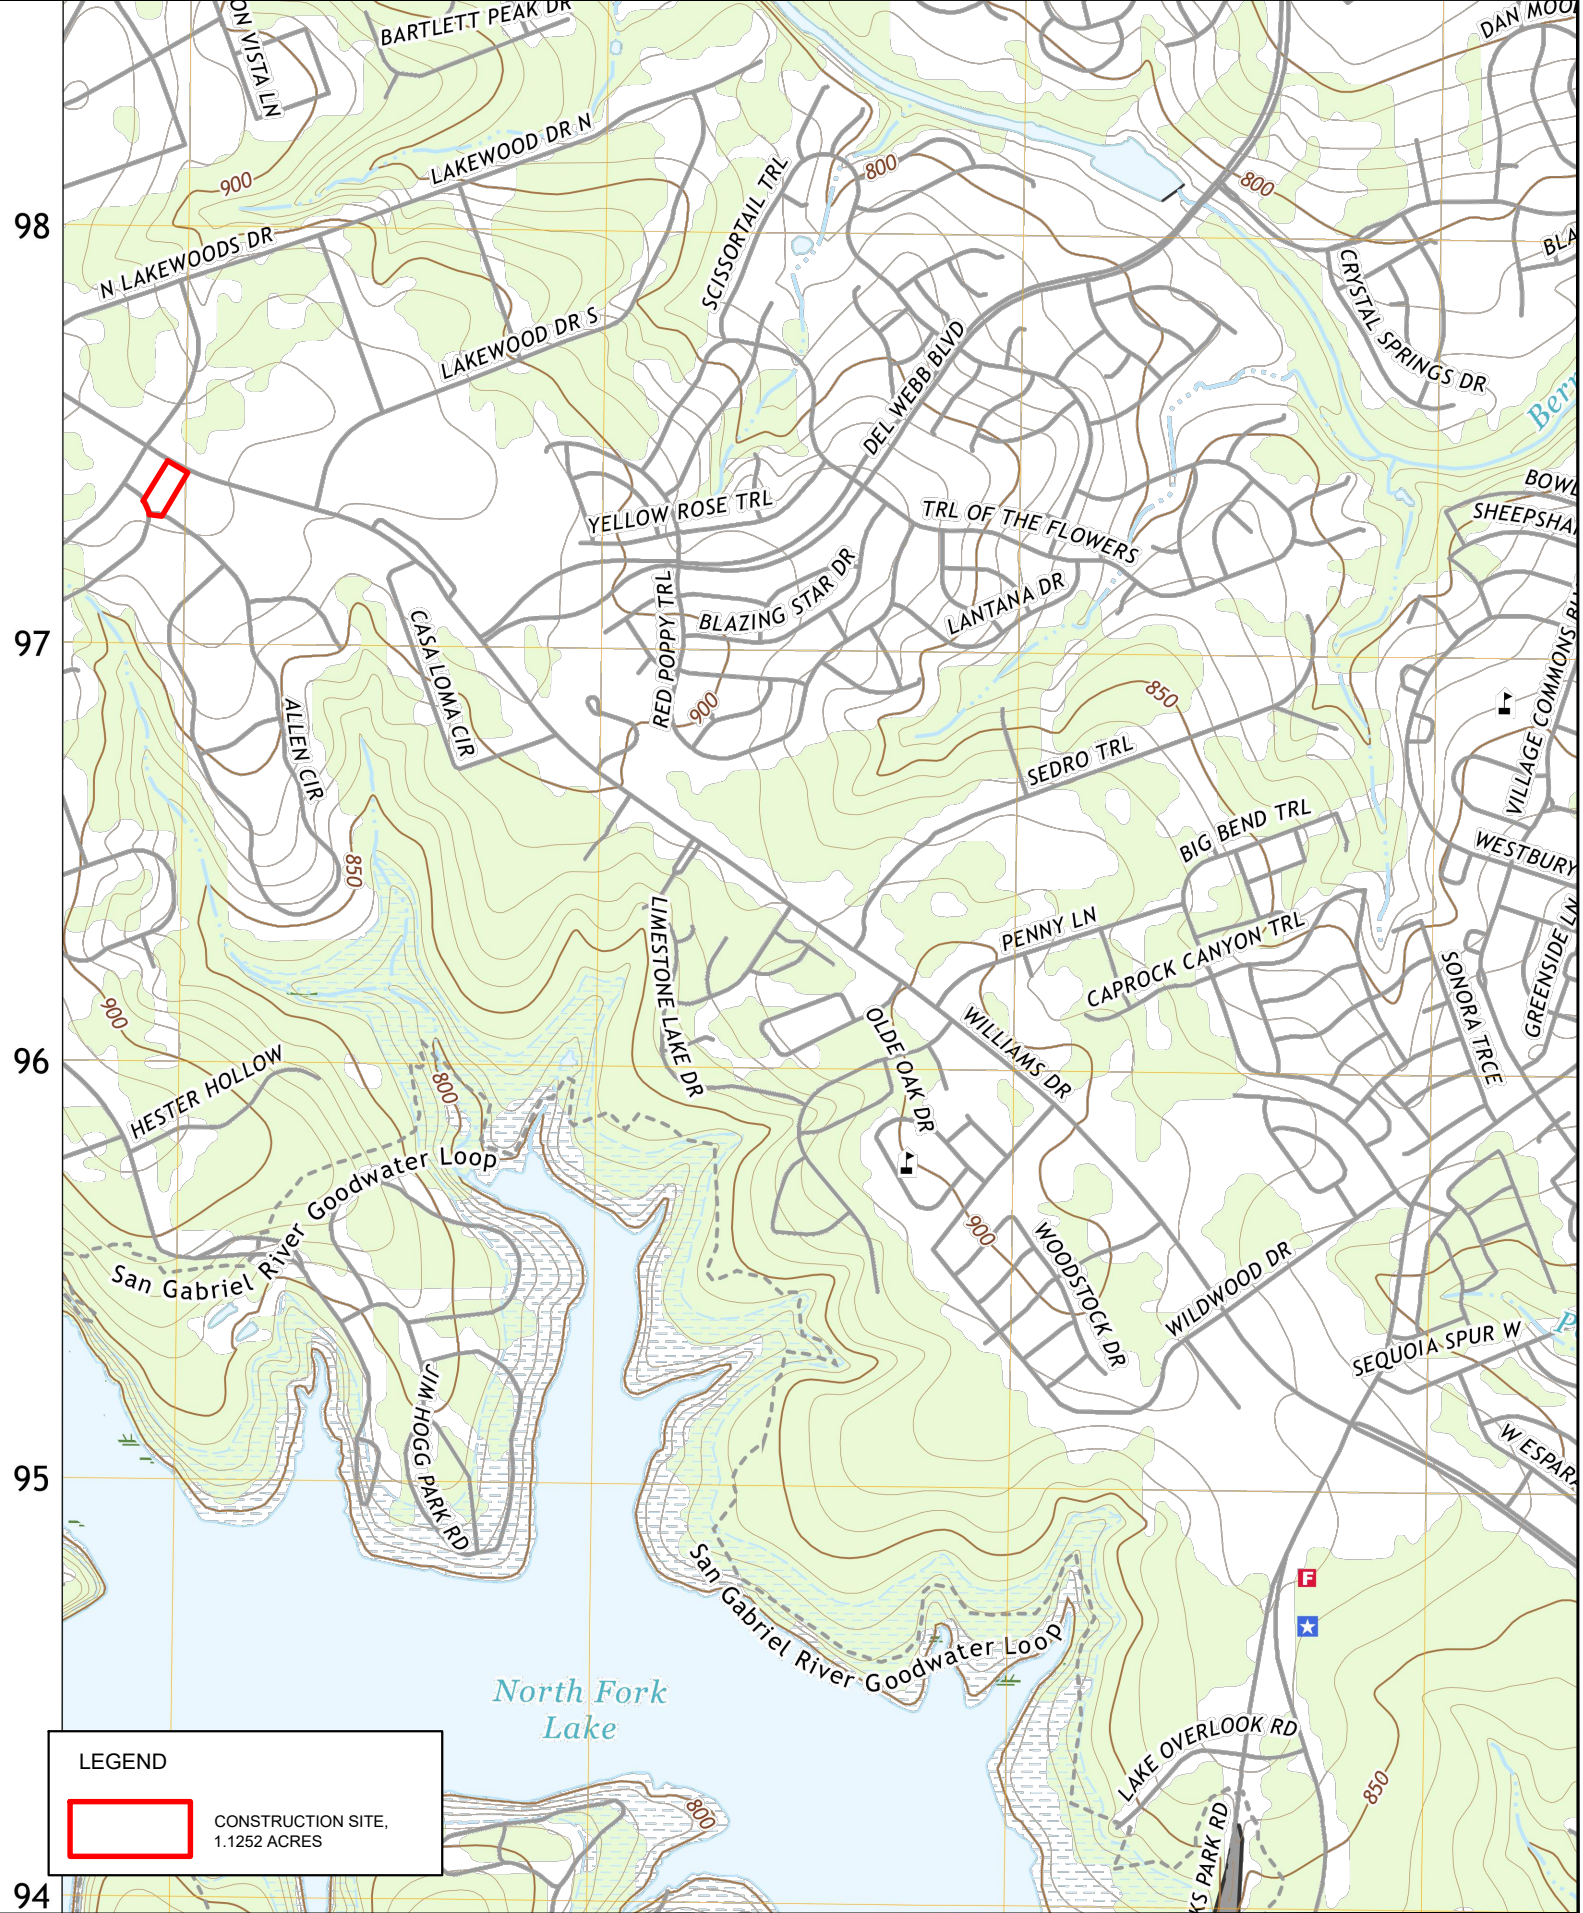 BARTLETT PEAK DR
ON VISTA LN
DAN MOO
LAKEWOOD DR N
900
800
800
98
SCISSORTAIL TRL
N LAKEWOODS DR
BLA
CRYSTAL SPRINGS DR
LAKEWOOD DR S
DEL WEBB BLVD
Berr
YELLOW ROSE TRL
TRL OF THE FLOWERS
BOWL
SHEEPSHA
BLAZING STAR DR
LANTANA DR
RED POPPY TRL
97
CASA LOMA CIR
ALLEN CIR
900
850
SEDRO TRL
VILLAGE COMMONS BL
BIG BEND TRL
WESTBURY
850
LIMESTONE LAKE DR
PENNY LN
CAPROCK CANYON TRL
SONORA TRCE
GREENSIDE LN
900
OLDE OAK DR
WILLIAMS DR
96
HESTER HOLLOW
800
San Gabriel River Goodwater Loop
900
WOODSTOCK DR
WILDWOOD DR
SEQUOIA SPUR W
P
JIM HOGG PARK RD
W ESPAR
95
San Gabriel River Goodwater Loop
F
North Fork
Lake
LAKE OVERLOOK RD
850
KS PARK RD
800
LEGEND
CONSTRUCTION SITE,
1.1252 ACRES
94